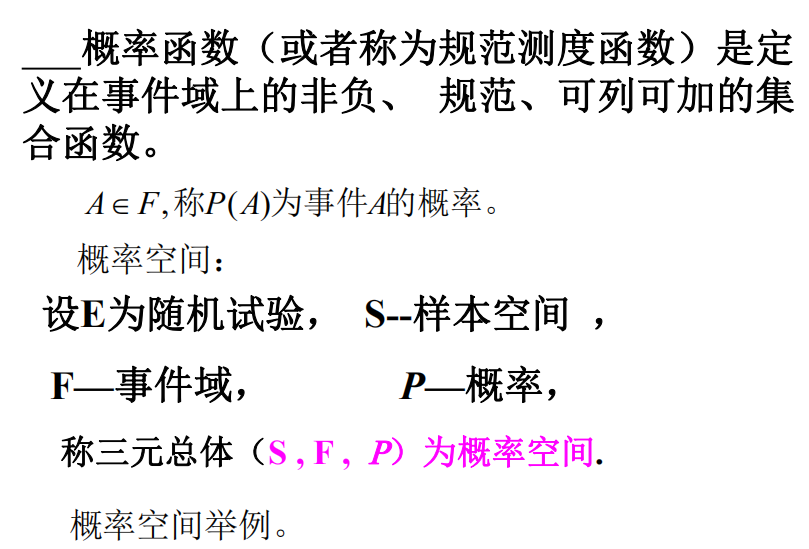 ___概率函数（或者称为规范测度函数）是定
义在事件域上的非负、 规范、可列可加的集
合函数。
A∈F,称P(A)为事件A的概率。
概率空间：
设E为随机试验， S--样本空间 ，
F—事件域， P—概率，
称三元总体（S , F , P）为概率空间.
概率空间举例。